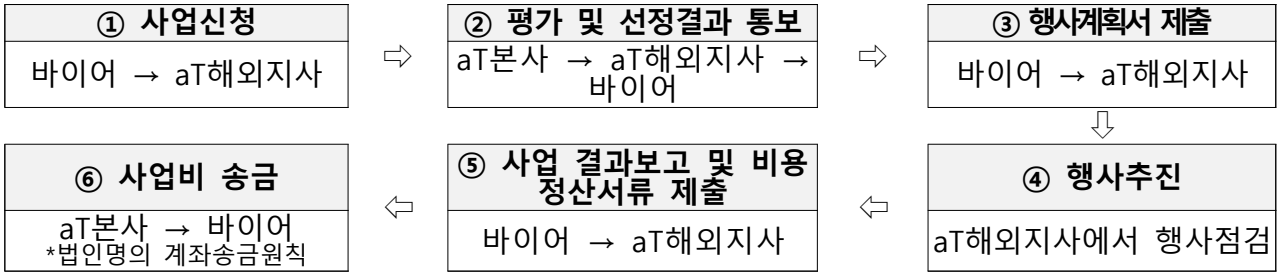 ① 사업신청
바이어 → aT해외지사
⇨
② 평가 및 선정결과 통보
aT본사 → aT해외지사 →
바이어
⇨
③ 행사계획서 제출
바이어 → aT해외지사
⇩
④ 행사추진
aT해외지사에서 행사점검
⇦
⑤ 사업 결과보고 및 비용
정산서류 제출
바이어 → aT해외지사
⇦
⑥ 사업비 송금
aT본사 → 바이어
*법인명의 계좌송금원칙